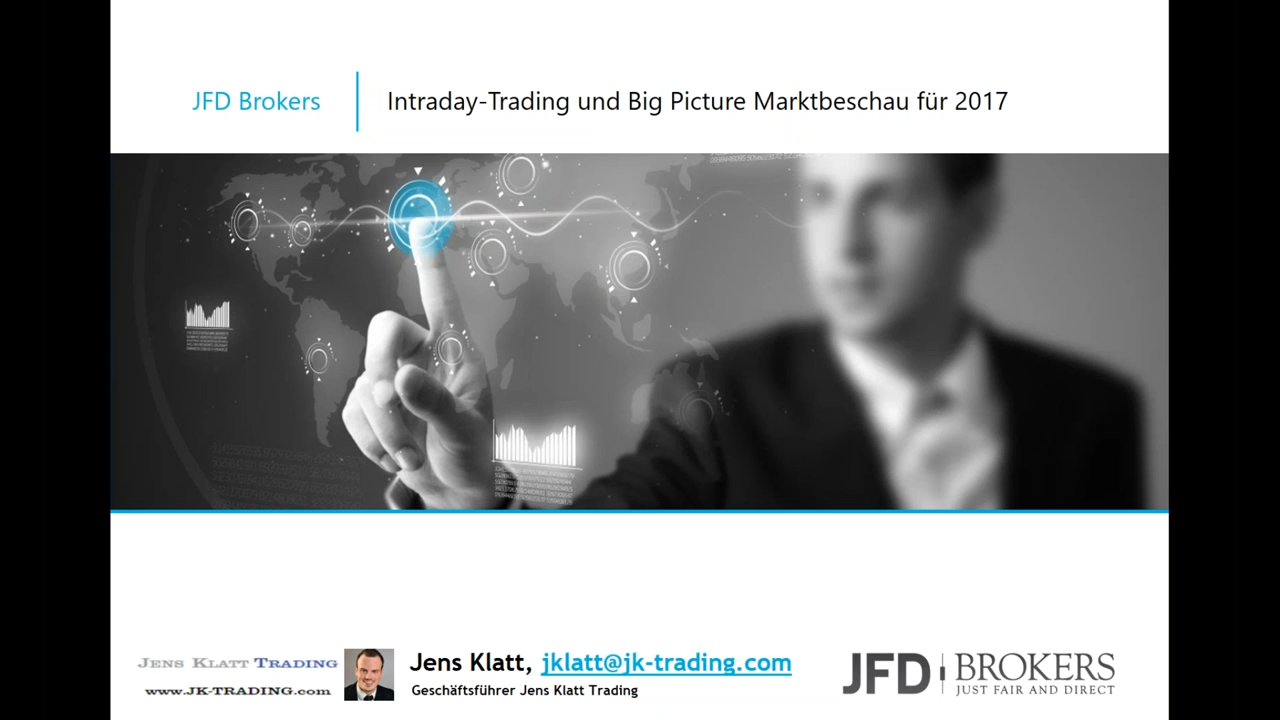 JFD Brokers
Intraday-Trading und Big Picture Marktbeschau für 2017
JENS KLATT TRADING
www.JK-TRADING.com
Jens Klatt, jklatt@jk-trading.com
Geschäftsführer Jens Klatt Trading
JFD BROKERS
JUST FAIR AND DIRECT